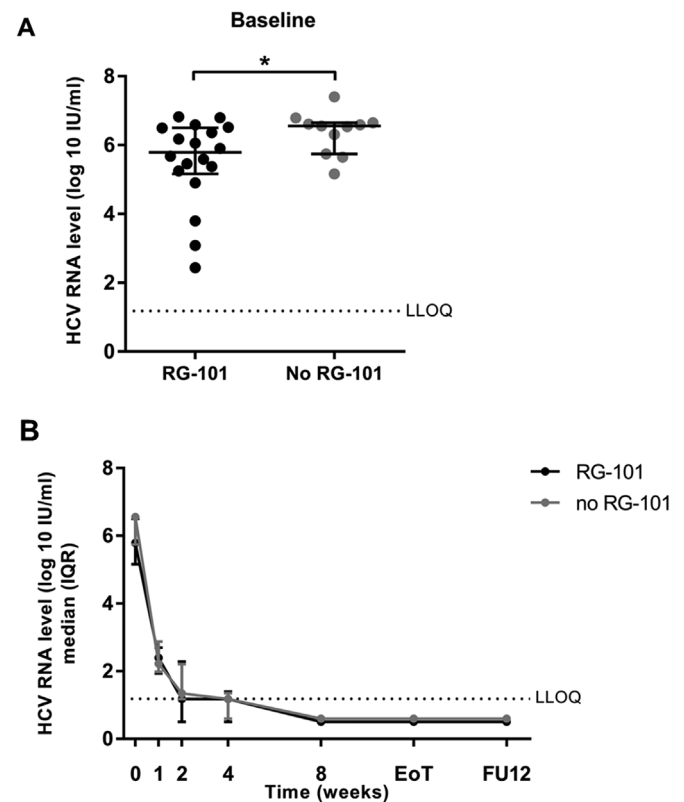 A
Baseline
*
HCV RNA level (log 10 IU/ml)
8
6
4
2
0
LLOQ
RG-101
No RG-101
B
HCV RNA level (log 10 IU/ml)
median (IQR)
8
6
4
2
0
RG-101
no RG-101
LLOQ
0 1 2 4 8 EoT FU12
Time (weeks)